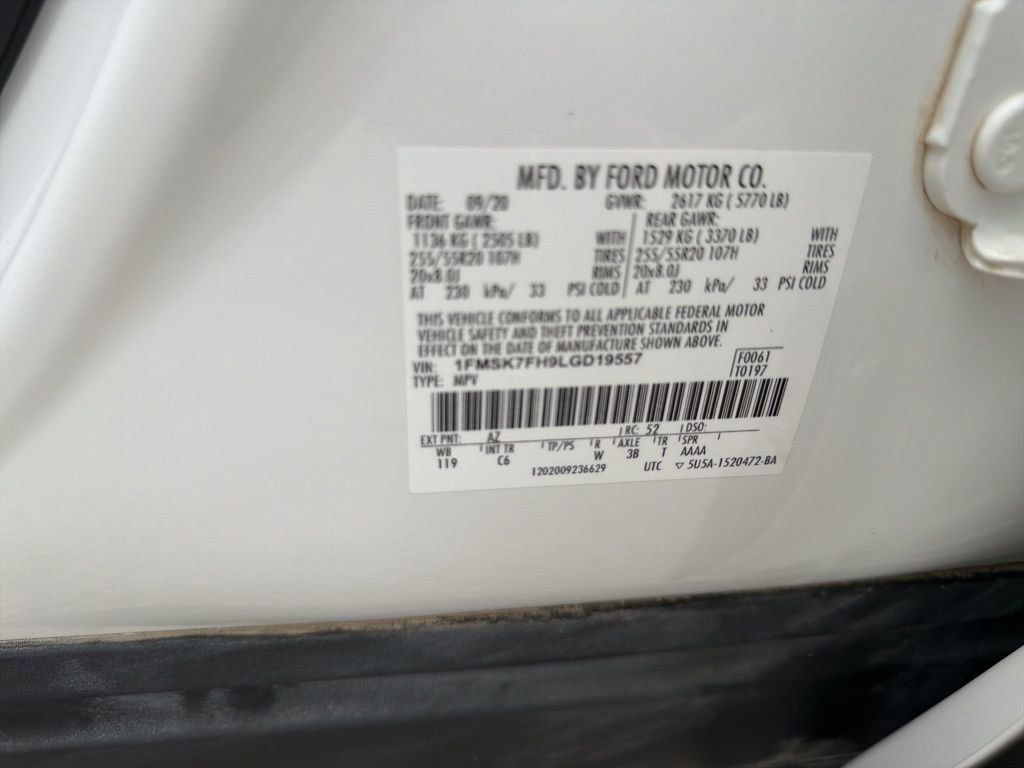 MFD. BY FORD MOTOR CO.
DATE: 09/20 GVWR: 2617 KG ( 5770 LB)
FRONT GAWR: REAR GAWR:
1136 KG ( 2505 LB) WITH 1529 KG ( 3370 LB) WITH
255/55R20 107H TIRES 255/55R20 107H TIRES
20x8.0J RIMS 20x8.0J RIMS
AT 230 kPa/ 33 PSI COLD AT 230 kPa/ 33 PSI COLD
THIS VEHICLE CONFORMS TO ALL APPLICABLE FEDERAL MOTOR
VEHICLE SAFETY AND THEFT PREVENTION STANDARDS IN
EFFECT ON THE DATE OF MANUFACTURE SHOWN ABOVE.
VIN: 1FMSK7FH9LGD19557 F0061
TYPE: MPV T0197
EXT PNT: AZ RC: 52 DSO:
WB INT TR TP/PS R AXLE TR SPR
119 C6 W 3B T AAAA
1202009236629 UTC ▽ 5U5A-1520472-BA